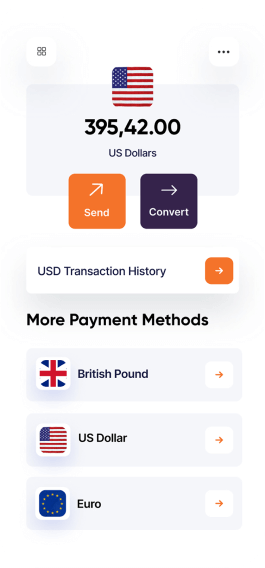 395,42.00
US Dollars
Send
Convert
USD Transaction History
More Payment Methods
British Pound
US Dollar
Euro